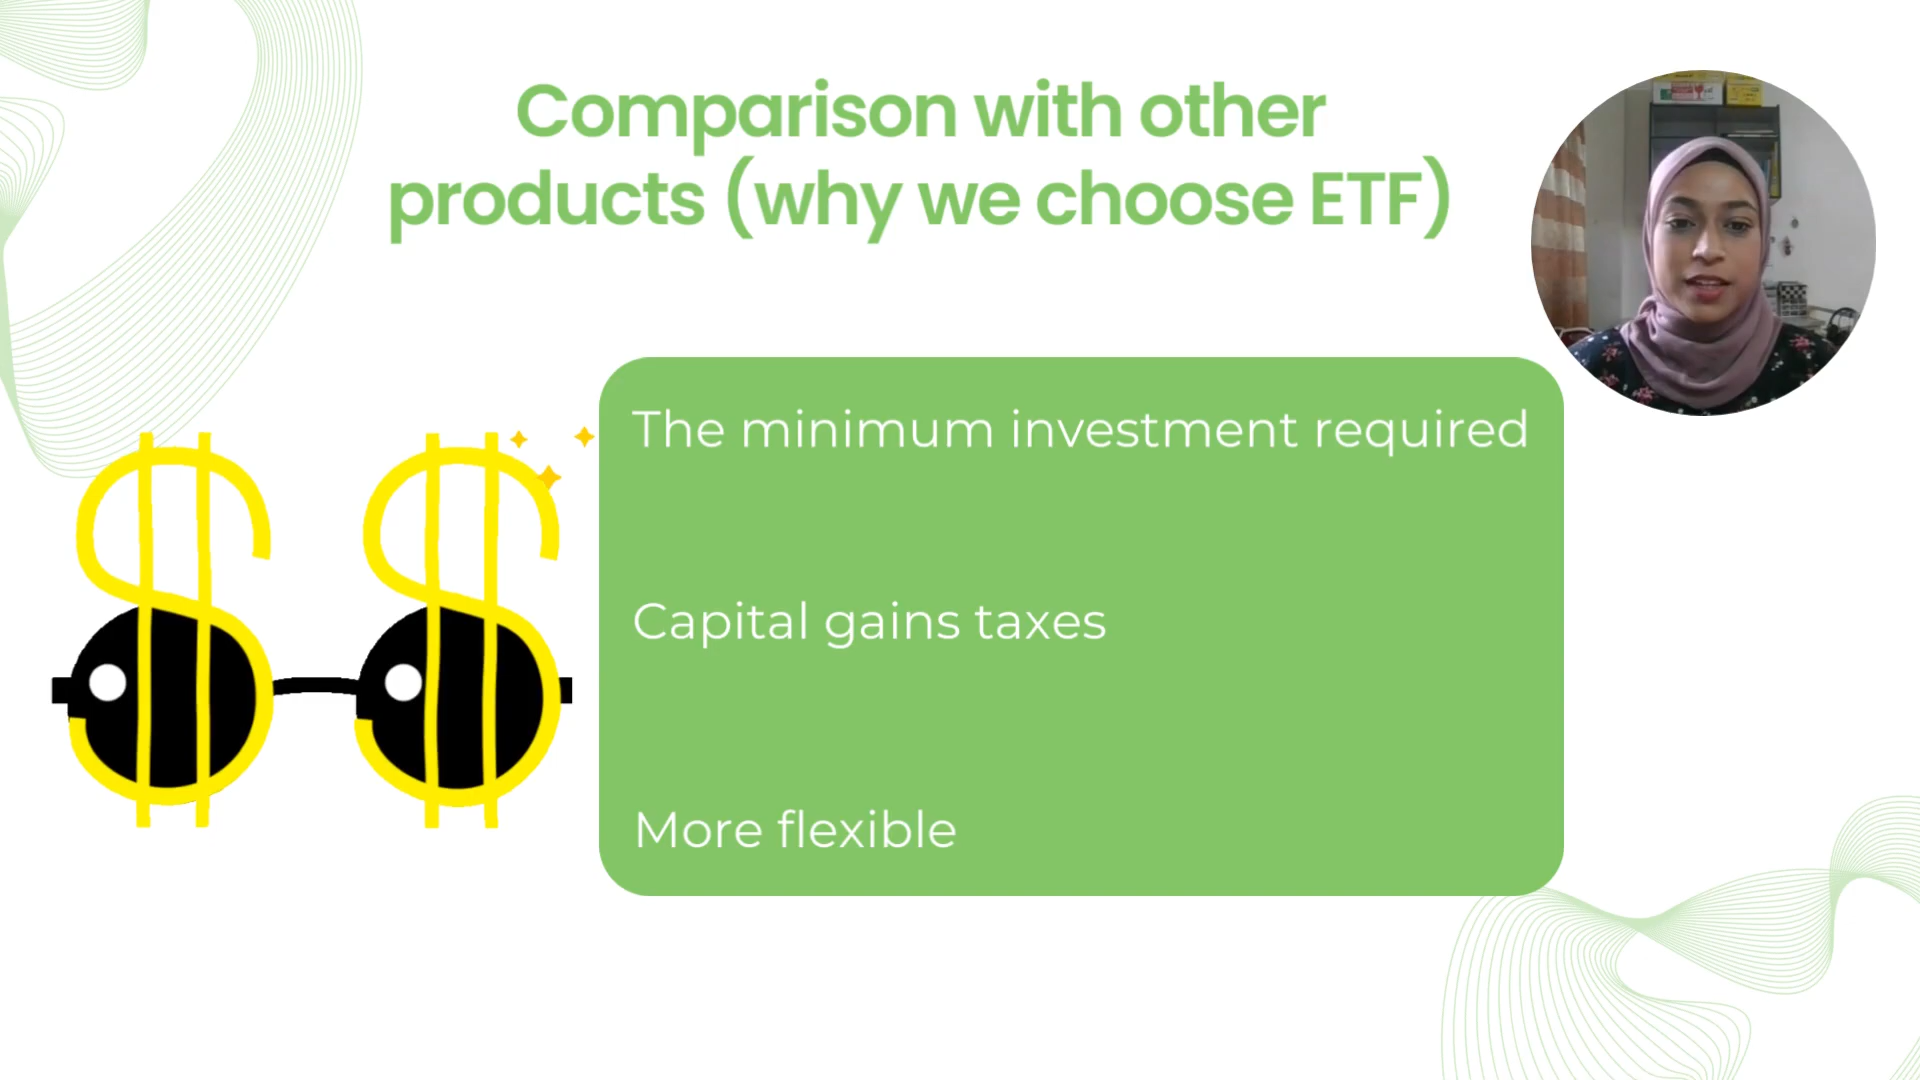 Comparison with other
products (why we choose ETF)
The minimum investment required
Capital gains taxes
More flexible